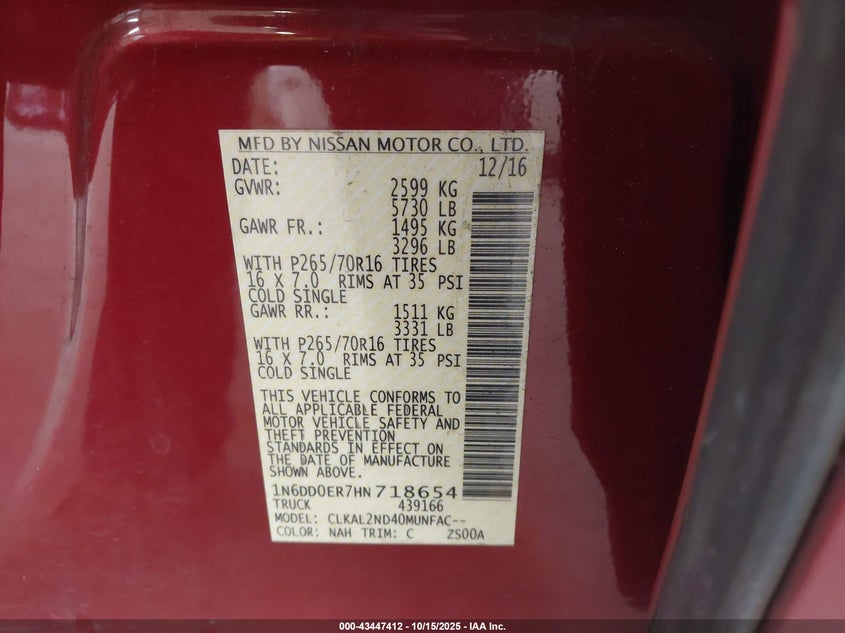 MFD BY NISSAN MOTOR CO., LTD.
DATE: 12/16
GVWR: 2599 KG
5730 LB
GAWR FR.: 1495 KG
3296 LB
WITH P265/70R16 TIRES
16 X 7.0 RIMS AT 35 PSI
COLD SINGLE
GAWR RR.: 1511 KG
3331 LB
WITH P265/70R16 TIRES
16 X 7.0 RIMS AT 35 PSI
COLD SINGLE
THIS VEHICLE CONFORMS TO
ALL APPLICABLE FEDERAL
MOTOR VEHICLE SAFETY AND
THEFT PREVENTION
STANDARDS IN EFFECT ON
THE DATE OF MANUFACTURE
SHOWN ABOVE.
1N6DD0ER7HN718654
TRUCK 439166
MODEL: CLKAL2ND40MUNFAC--
COLOR: NAH TRIM: C ZS00A
000-43447412 - 10/15/2025 - IAA Inc.